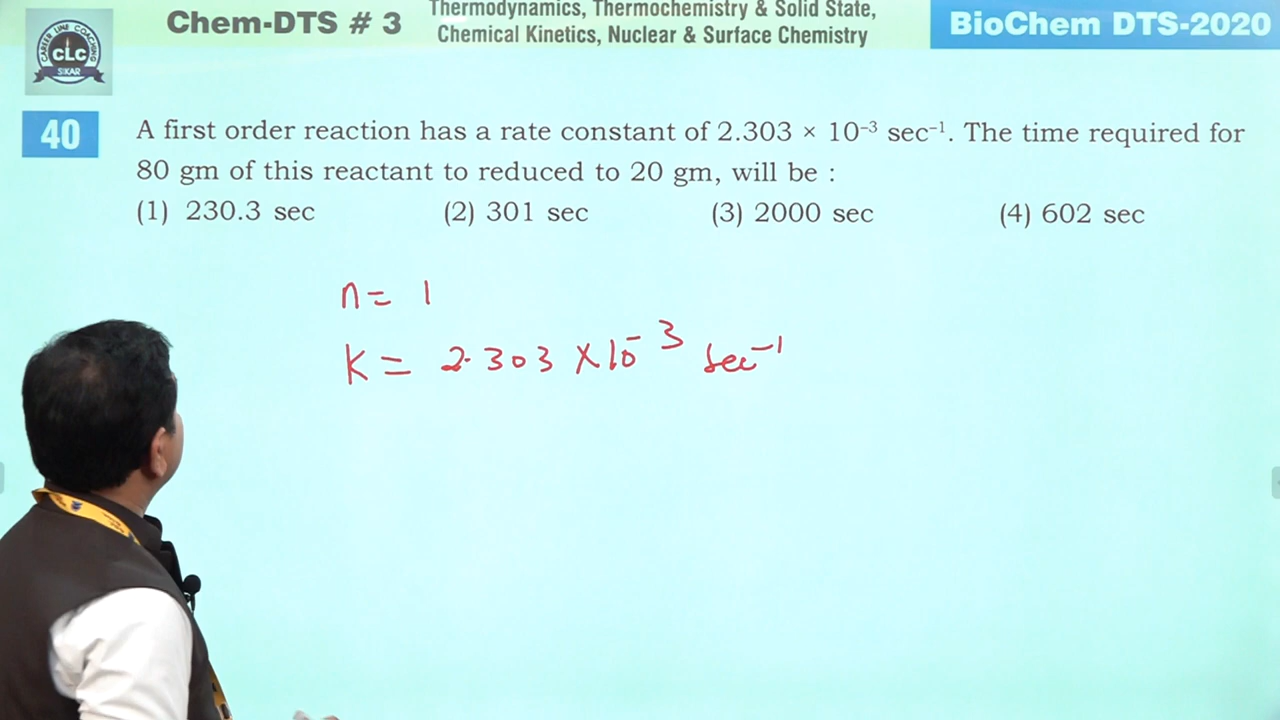 Chem-DTS # 3
Thermodynamics, Thermochemistry & Solid State,
Chemical Kinetics, Nuclear & Surface Chemistry
BioChem DTS-2020
CAREER LINE COACHING
CLC
SIKAR
40
A first order reaction has a rate constant of 2.303 × 10⁻³ sec⁻¹. The time required for
80 gm of this reactant to reduced to 20 gm, will be :
(1) 230.3 sec (2) 301 sec (3) 2000 sec (4) 602 sec
n = 1
K = 2.303 × 10⁻³ sec⁻¹